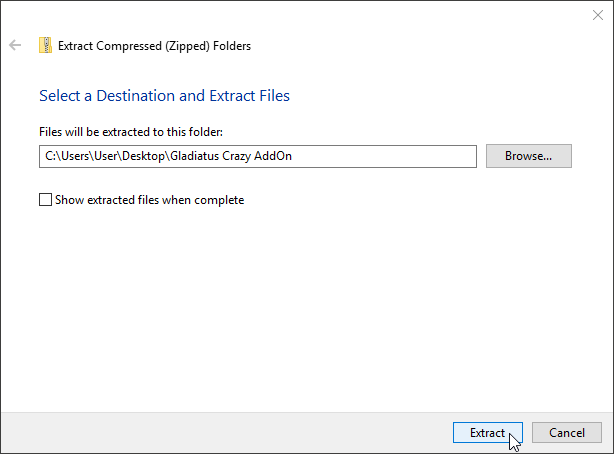 Extract Compressed (Zipped) Folders
Select a Destination and Extract Files
Files will be extracted to this folder:
C:\Users\User\Desktop\Gladiatus Crazy AddOn
Browse...
Show extracted files when complete
Extract
Cancel